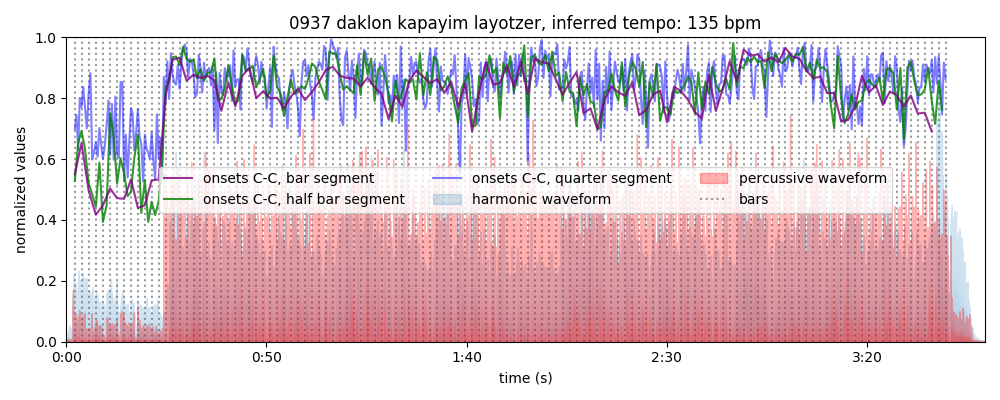 0937 daklon kapayim layotzer, inferred tempo: 135 bpm
normalized values
1.0
0.8
0.6
0.4
0.2
0.0
onsets C-C, bar segment
onsets C-C, half bar segment
onsets C-C, quarter segment
harmonic waveform
percussive waveform
bars
0:00 0:50 1:40 2:30 3:20
time (s)